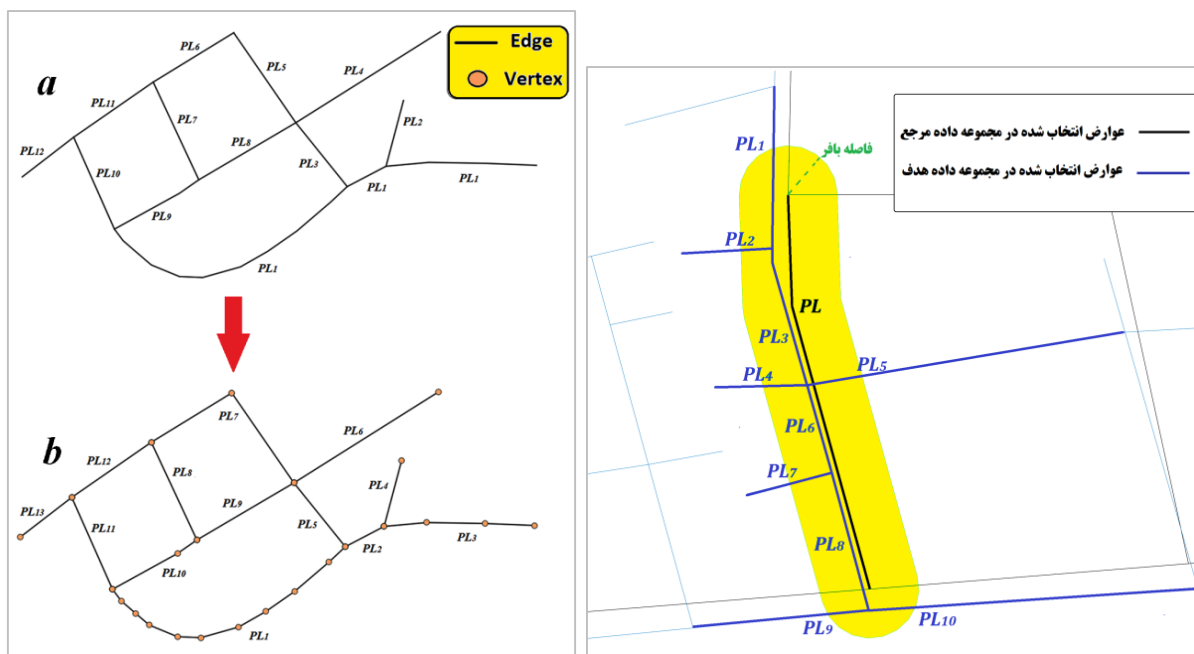 a
Edge
Vertex
PL6
PL5
PL4
PL11
PL7
PL2
PL12
PL8
PL3
PL10
PL1
PL1
PL9
PL1
b
PL7
PL6
PL12
PL8
PL4
PL9
PL13
PL11
PL5
PL3
PL2
PL10
PL1
عوارض انتخاب شده در مجموعه داده مرجع
عوارض انتخاب شده در مجموعه داده هدف
فاصله بافر
PL1
PL2
PL
PL3
PL4
PL5
PL6
PL7
PL8
PL9
PL10